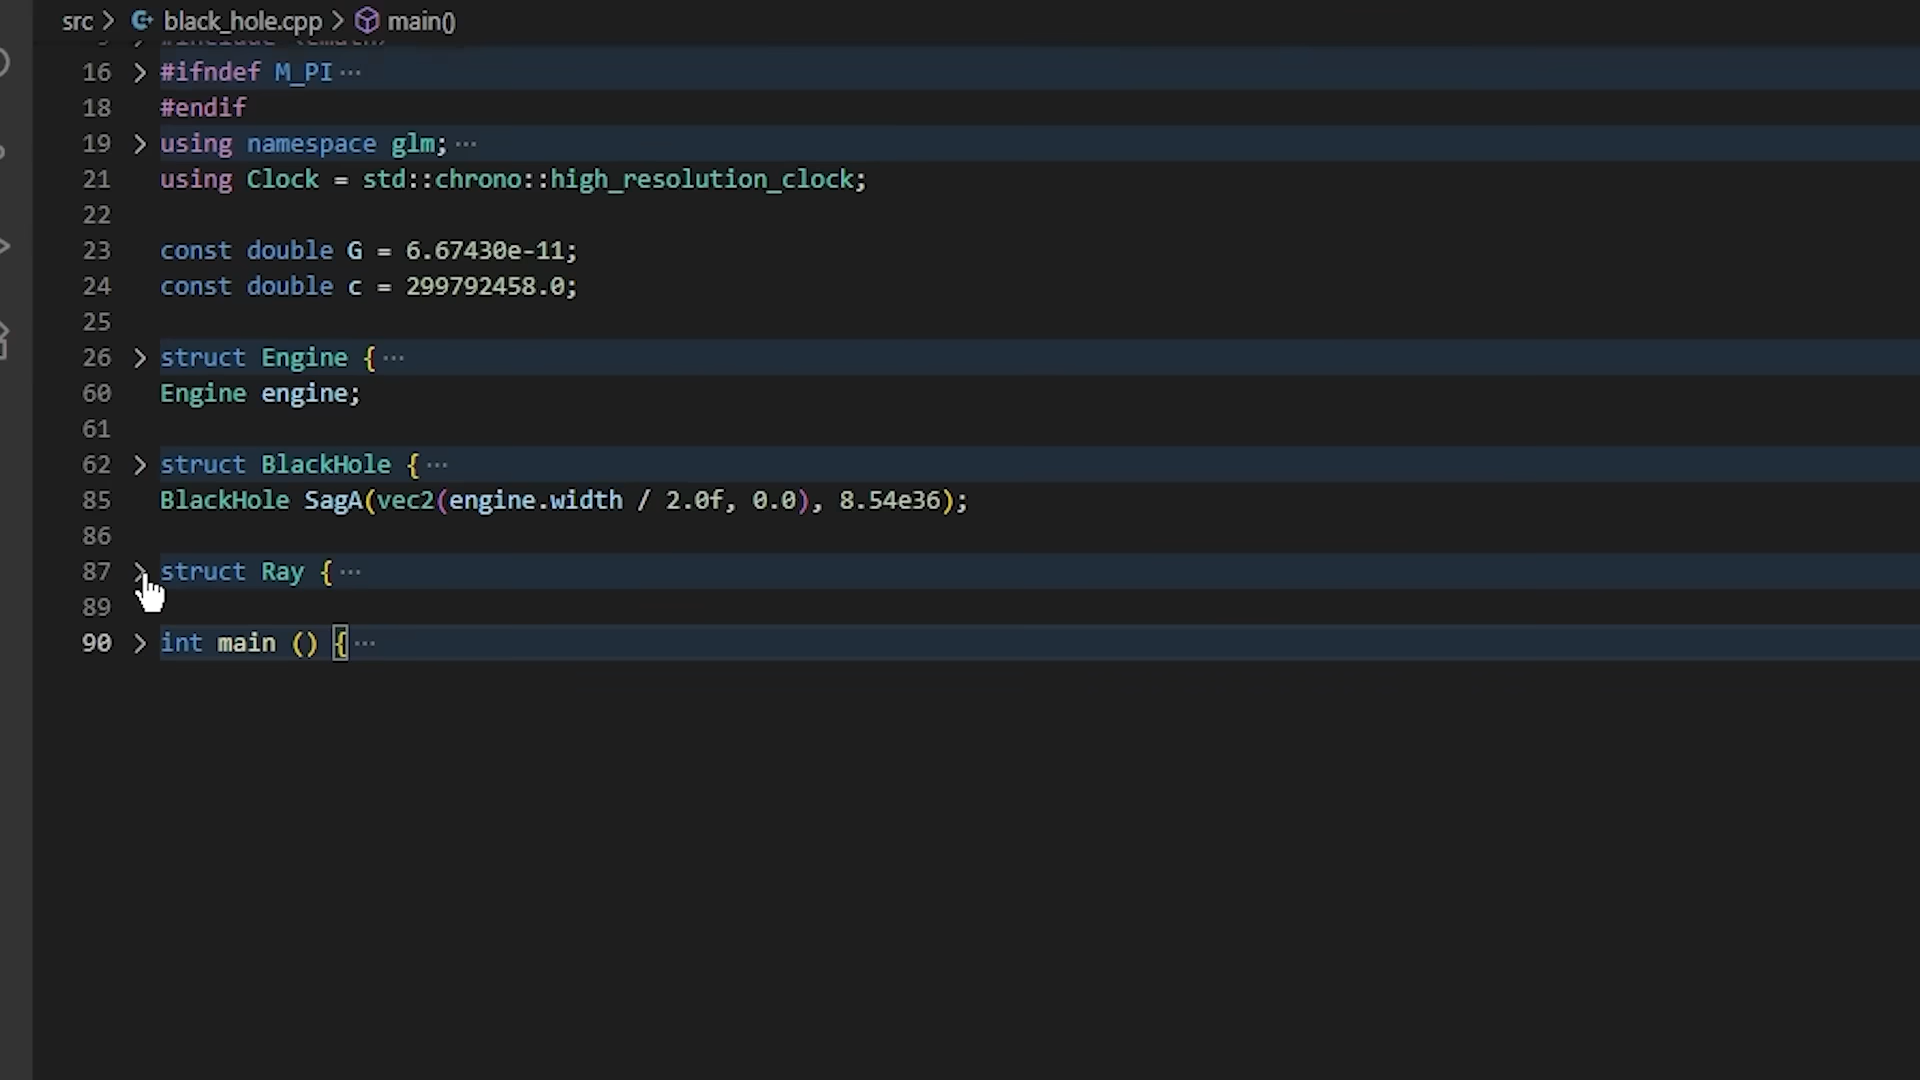 src > black_hole.cpp > main()
16 > #ifndef M_PI ···
18 #endif
19 > using namespace glm; ···
21 using Clock = std::chrono::high_resolution_clock;
22
23 const double G = 6.67430e-11;
24 const double c = 299792458.0;
25
26 > struct Engine { ···
60 Engine engine;
61
62 > struct BlackHole { ···
85 BlackHole SagA(vec2(engine.width / 2.0f, 0.0), 8.54e36);
86
87 > struct Ray { ···
89
90 > int main () { ···